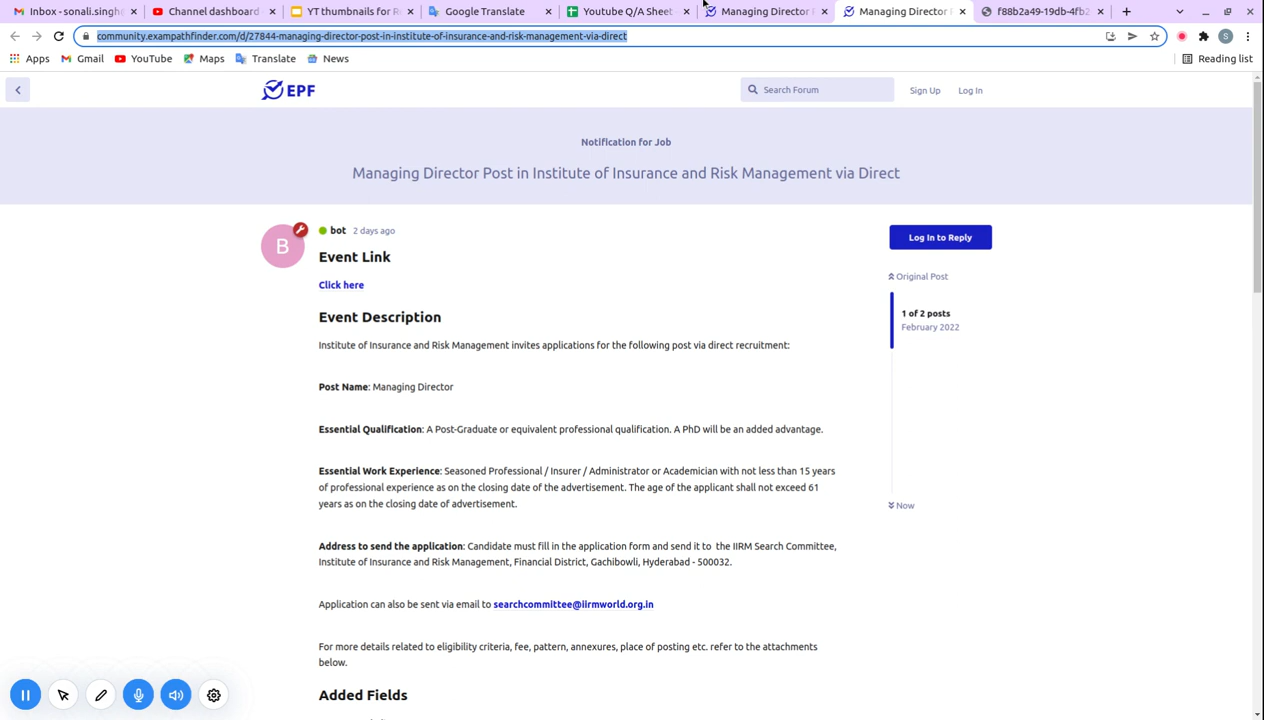 Inbox - sonali.singh@
Channel dashboard
YT thumbnails for R
Google Translate
Youtube Q/A Sheet
Managing Director P
Managing Director P
f88b2a49-19db-4fb2
community.exampathfinder.com/d/27844-managing-director-post-in-institute-of-insurance-and-risk-management-via-direct
S
Apps
Gmail
YouTube
Maps
Translate
News
Reading list
EPF
Search Forum
Sign Up
Log In
Notification for Job
Managing Director Post in Institute of Insurance and Risk Management via Direct
B
bot 2 days ago
Log In to Reply
Event Link
Original Post
Click here
1 of 2 posts
February 2022
Event Description
Institute of Insurance and Risk Management invites applications for the following post via direct recruitment:
Post Name: Managing Director
Essential Qualification: A Post-Graduate or equivalent professional qualification. A PhD will be an added advantage.
Essential Work Experience: Seasoned Professional / Insurer / Administrator or Academician with not less than 15 years
of professional experience as on the closing date of the advertisement. The age of the applicant shall not exceed 61
years as on the closing date of advertisement.
Now
Address to send the application: Candidate must fill in the application form and send it to the IIRM Search Committee,
Institute of Insurance and Risk Management, Financial District, Gachibowli, Hyderabad - 500032.
Application can also be sent via email to searchcommittee@iirmworld.org.in
For more details related to eligibility criteria, fee, pattern, annexures, place of posting etc. refer to the attachments
below.
Added Fields